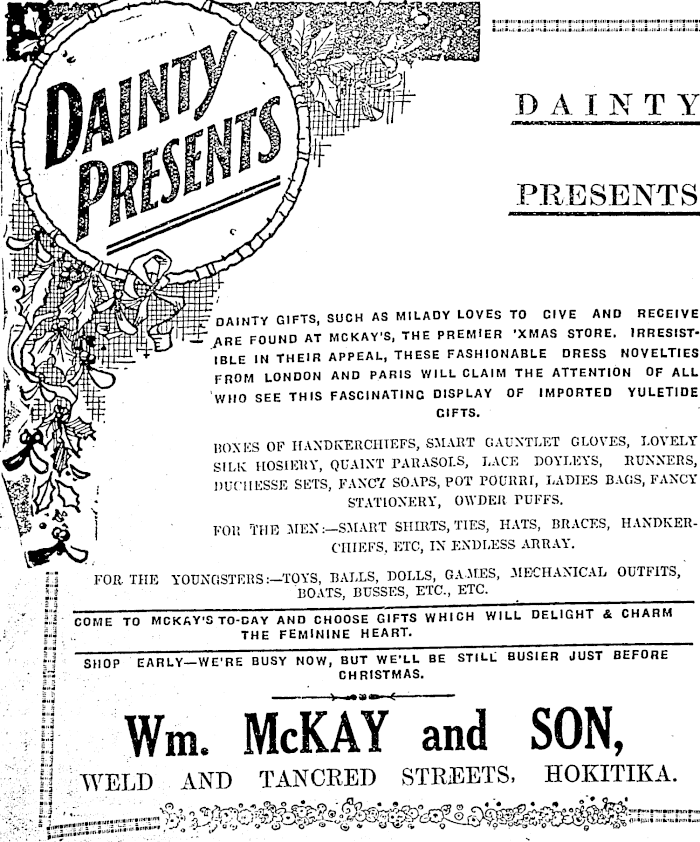 DAINTY
PRESENTS
DAINTY
PRESENTS
DAINTY GIFTS, SUCH AS MILADY LOVES TO GIVE AND RECEIVE
ARE FOUND AT MCKAY'S, THE PREMIER 'XMAS STORE. IRRESIST-
IBLE IN THEIR APPEAL, THESE FASHIONABLE DRESS NOVELTIES
FROM LONDON AND PARIS WILL CLAIM THE ATTENTION OF ALL
WHO SEE THIS FASCINATING DISPLAY OF IMPORTED YULETIDE
GIFTS.
BOXES OF HANDKERCHIEFS, SMART GAUNTLET GLOVES, LOVELY
SILK HOSIERY, QUAINT PARASOLS, LACE DOYLEYS, RUNNERS,
DUCHESSE SETS, FANCY SOAPS, POT POURRI, LADIES BAGS, FANCY
STATIONERY, OWDER PUFFS.
FOR THE MEN:—SMART SHIRTS, TIES, HATS, BRACES, HANDKER-
CHIEFS, ETC, IN ENDLESS ARRAY.
FOR THE YOUNGSTERS:—TOYS, BALLS, DOLLS, GAMES, MECHANICAL OUTFITS,
BOATS, BUSSES, ETC., ETC.
COME TO MCKAY'S TO-DAY AND CHOOSE GIFTS WHICH WILL DELIGHT & CHARM
THE FEMININE HEART.
SHOP EARLY—WE'RE BUSY NOW, BUT WE'LL BE STILL BUSIER JUST BEFORE
CHRISTMAS.
Wm. McKAY and SON,
WELD AND TANCRED STREETS, HOKITIKA.